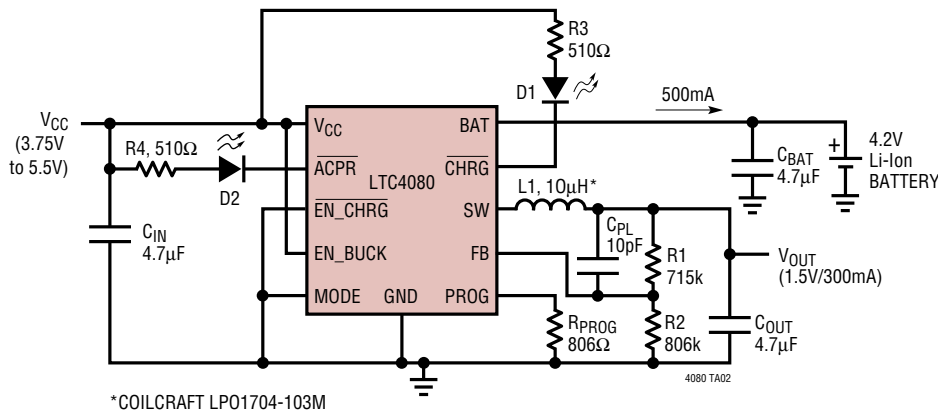 R3
510Ω
D1
500mA
VCC
(3.75V
to 5.5V)
R4, 510Ω
D2
VCC
ACPR
EN_CHRG
EN_BUCK
MODE
GND
LTC4080
BAT
CHRG
SW
FB
PROG
L1, 10µH*
CPL
10pF
CBAT
4.7µF
+
4.2V
Li-Ion
BATTERY
R1
715k
VOUT
(1.5V/300mA)
CIN
4.7µF
RPROG
806Ω
R2
806k
COUT
4.7µF
4080 TA02
*COILCRAFT LPO1704-103M